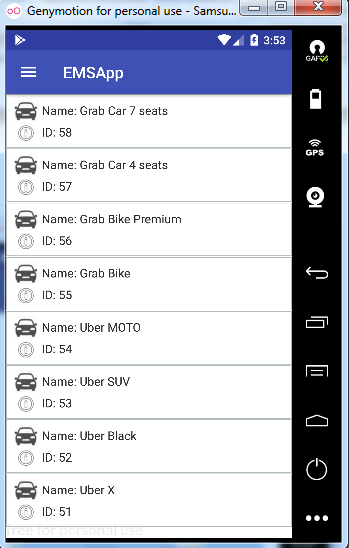 Genymotion for personal use - Samsu...
3:53
EMSApp
Name: Grab Car 7 seats
ID: 58
Name: Grab Car 4 seats
ID: 57
Name: Grab Bike Premium
ID: 56
Name: Grab Bike
ID: 55
Name: Uber MOTO
ID: 54
Name: Uber SUV
ID: 53
Name: Uber Black
ID: 52
Name: Uber X
ID: 51
free for personal use
GAPPS
GPS